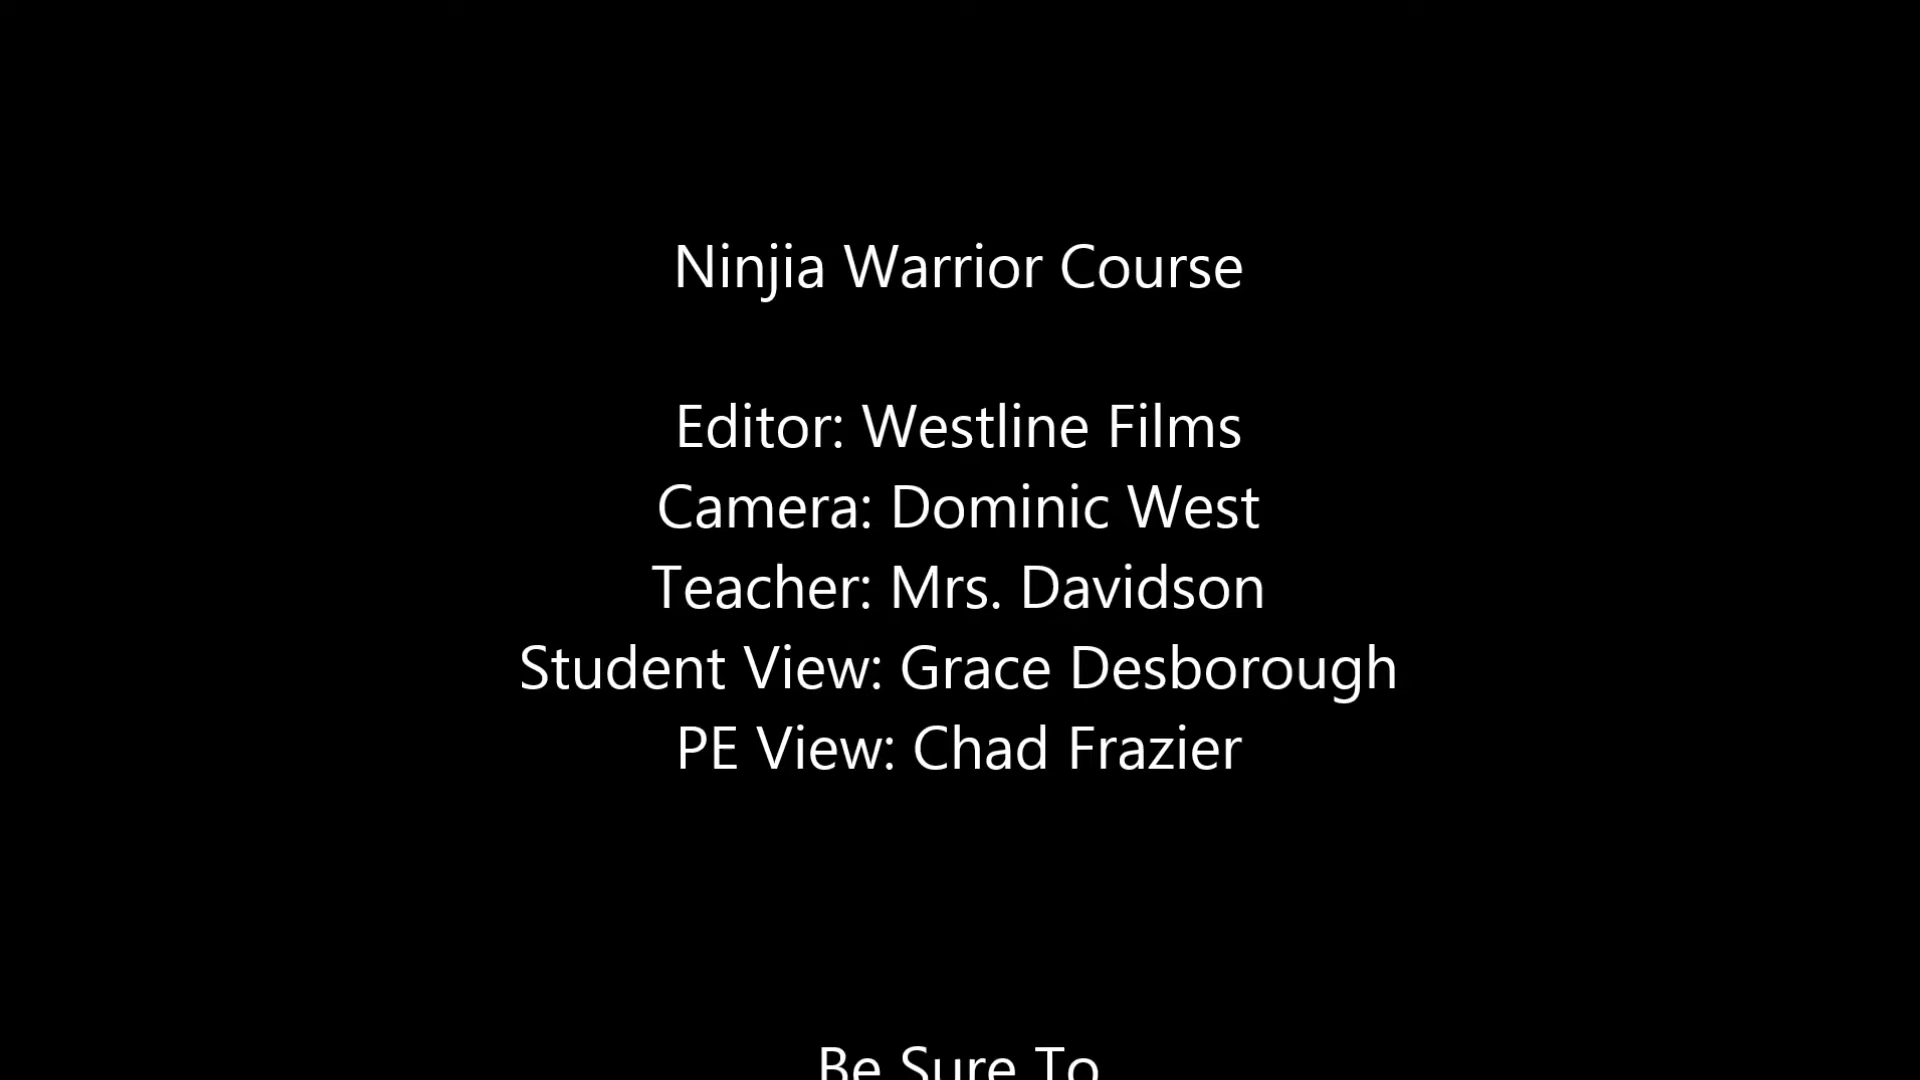 Ninjia Warrior Course
Editor: Westline Films
Camera: Dominic West
Teacher: Mrs. Davidson
Student View: Grace Desborough
PE View: Chad Frazier
Be Sure To